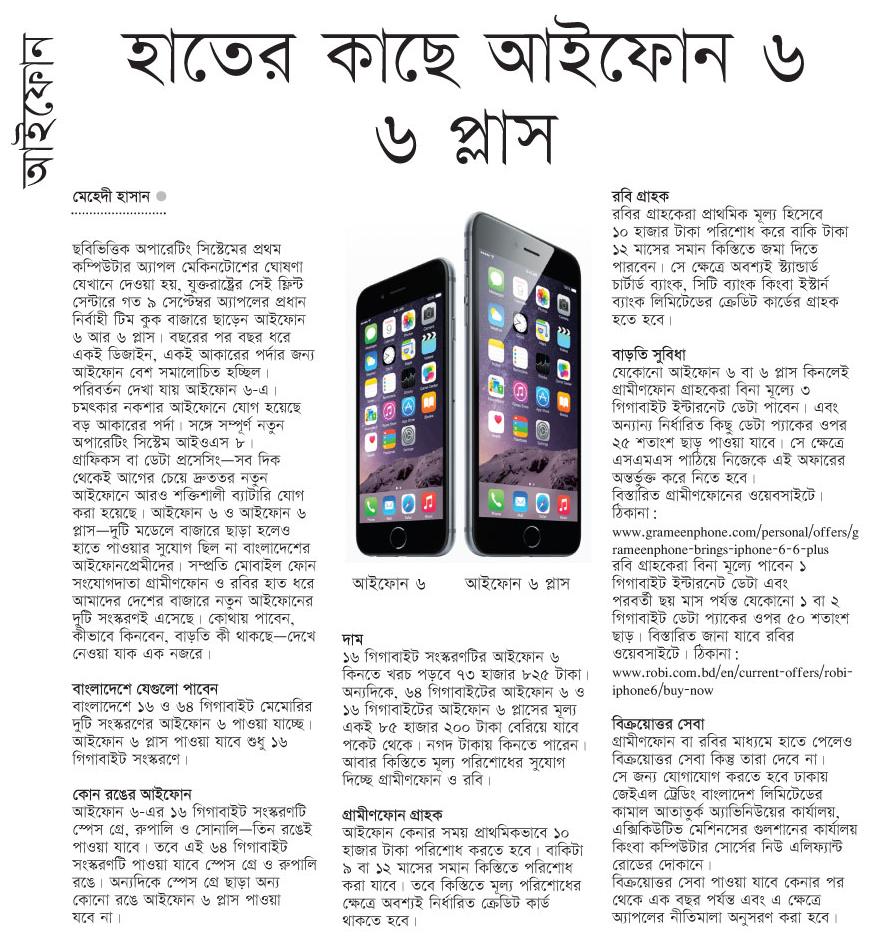 আইফোন
হাতের কাছে আইফোন ৬
৬ প্লাস
মেহেদী হাসান
ছবিভিত্তিক অপারেটিং সিস্টেমের প্রথম
কম্পিউটার অ্যাপল মেকিনটোশের ঘোষণা
যেখানে দেওয়া হয়, যুক্তরাষ্ট্রের সেই ফ্লিন্ট
সেন্টারে গত ৯ সেপ্টেম্বর অ্যাপলের প্রধান
নির্বাহী টিম কুক বাজারে ছাড়েন আইফোন
৬ আর ৬ প্লাস। বছরের পর বছর ধরে
একই ডিজাইন, একই আকারের পর্দার জন্য
আইফোন বেশ সমালোচিত হচ্ছিল।
পরিবর্তন দেখা যায় আইফোন ৬-এ।
চমৎকার নকশার আইফোনে যোগ হয়েছে
বড় আকারের পর্দা। সঙ্গে সম্পূর্ণ নতুন
অপারেটিং সিস্টেম আইওএস ৮।
গ্রাফিকস বা ডেটা প্রসেসিং—সব দিক
থেকেই আগের চেয়ে দ্রুততর নতুন
আইফোনে আরও শক্তিশালী ব্যাটারি যোগ
করা হয়েছে। আইফোন ৬ ও আইফোন ৬
প্লাস—দুটি মডেলে বাজারে ছাড়া হলেও
হাতে পাওয়ার সুযোগ ছিল না বাংলাদেশের
আইফোনপ্রেমীদের। সম্প্রতি মোবাইল ফোন
সংযোগদাতা গ্রামীণফোন ও রবির হাত ধরে
আমাদের দেশের বাজারে নতুন আইফোনের
দুটি সংস্করণই এসেছে। কোথায় পাবেন,
কীভাবে কিনবেন, বাড়তি কী থাকছে—দেখে
নেওয়া যাক এক নজরে।
বাংলাদেশে যেগুলো পাবেন
বাংলাদেশে ১৬ ও ৬৪ গিগাবাইট মেমোরির
দুটি সংস্করণের আইফোন ৬ পাওয়া যাচ্ছে।
আইফোন ৬ প্লাস পাওয়া যাবে শুধু ১৬
গিগাবাইট সংস্করণে।
কোন রঙের আইফোন
আইফোন ৬-এর ১৬ গিগাবাইট সংস্করণটি
স্পেস গ্রে, রুপালি ও সোনালি—তিন রঙেই
পাওয়া যাবে। তবে এই ৬৪ গিগাবাইট
সংস্করণটি পাওয়া যাবে স্পেস গ্রে ও রুপালি
রঙে। অন্যদিকে স্পেস গ্রে ছাড়া অন্য
কোনো রঙে আইফোন ৬ প্লাস পাওয়া
যাবে না।
আইফোন ৬ আইফোন ৬ প্লাস
দাম
১৬ গিগাবাইট সংস্করণটির আইফোন ৬
কিনতে খরচ পড়বে ৭৩ হাজার ৮২৫ টাকা।
অন্যদিকে, ৬৪ গিগাবাইটের আইফোন ৬ ও
১৬ গিগাবাইটের আইফোন ৬ প্লাসের মূল্য
একই ৮৫ হাজার ২০০ টাকা বেরিয়ে যাবে
পকেট থেকে। নগদ টাকায় কিনতে পারেন।
আবার কিস্তিতে মূল্য পরিশোধের সুযোগ
দিচ্ছে গ্রামীণফোন ও রবি।
গ্রামীণফোন গ্রাহক
আইফোন কেনার সময় প্রাথমিকভাবে ১০
হাজার টাকা পরিশোধ করতে হবে। বাকিটা
৯ বা ১২ মাসের সমান কিস্তিতে পরিশোধ
করা যাবে। তবে কিস্তিতে মূল্য পরিশোধের
ক্ষেত্রে অবশ্যই নির্ধারিত ক্রেডিট কার্ড
থাকতে হবে।
রবি গ্রাহক
রবির গ্রাহকেরা প্রাথমিক মূল্য হিসেবে
১০ হাজার টাকা পরিশোধ করে বাকি টাকা
১২ মাসের সমান কিস্তিতে জমা দিতে
পারবেন। সে ক্ষেত্রে অবশ্যই স্ট্যান্ডার্ড
চার্টার্ড ব্যাংক, সিটি ব্যাংক কিংবা ইস্টার্ন
ব্যাংক লিমিটেডের ক্রেডিট কার্ডের গ্রাহক
হতে হবে।
বাড়তি সুবিধা
যেকোনো আইফোন ৬ বা ৬ প্লাস কিনলেই
গ্রামীণফোন গ্রাহকেরা বিনা মূল্যে ৩
গিগাবাইট ইন্টারনেট ডেটা পাবেন। এবং
অন্যান্য নির্ধারিত কিছু ডেটা প্যাকের ওপর
২৫ শতাংশ ছাড় পাওয়া যাবে। সে ক্ষেত্রে
এসএমএস পাঠিয়ে নিজেকে এই অফারের
অন্তর্ভুক্ত করে নিতে হবে।
বিস্তারিত গ্রামীণফোনের ওয়েবসাইটে।
ঠিকানা :
www.grameenphone.com/personal/offers/g
rameenphone-brings-iphone-6-6-plus
রবি গ্রাহকেরা বিনা মূল্যে পাবেন ১
গিগাবাইট ইন্টারনেট ডেটা এবং
পরবর্তী ছয় মাস পর্যন্ত যেকোনো ১ বা ২
গিগাবাইট ডেটা প্যাকের ওপর ৫০ শতাংশ
ছাড়। বিস্তারিত জানা যাবে রবির
ওয়েবসাইটে। ঠিকানা :
www.robi.com.bd/en/current-offers/robi-
iphone6/buy-now
বিক্রয়োত্তর সেবা
গ্রামীণফোন বা রবির মাধ্যমে হাতে পেলেও
বিক্রয়োত্তর সেবা কিন্তু তারা দেবে না।
সে জন্য যোগাযোগ করতে হবে ঢাকায়
জেইএল ট্রেডিং বাংলাদেশ লিমিটেডের
কামাল আতাতুর্ক অ্যাভিনিউয়ের কার্যালয়,
এক্সিকিউটিভ মেশিনসের গুলশানের কার্যালয়
কিংবা কম্পিউটার সোর্সের নিউ এলিফ্যান্ট
রোডের দোকানে।
বিক্রয়োত্তর সেবা পাওয়া যাবে কেনার পর
থেকে এক বছর পর্যন্ত এবং এ ক্ষেত্রে
অ্যাপলের নীতিমালা অনুসরণ করা হবে।